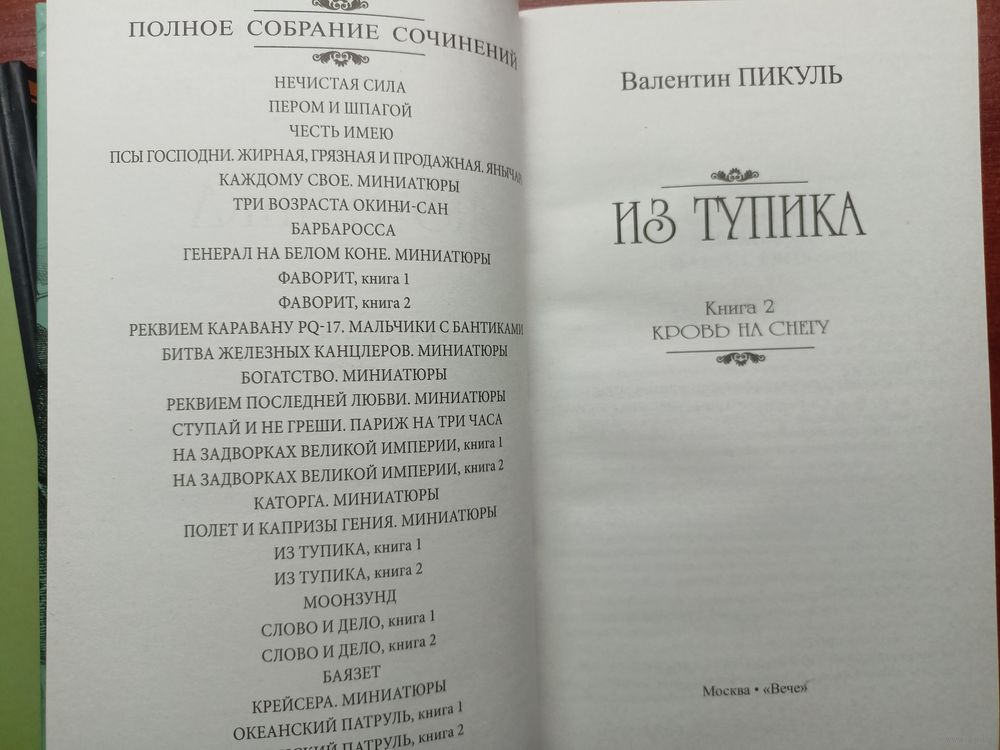 ПОЛНОЕ СОБРАНИЕ СОЧИНЕНИЙ
НЕЧИСТАЯ СИЛА
ПЕРОМ И ШПАГОЙ
ЧЕСТЬ ИМЕЮ
ПСЫ ГОСПОДНИ. ЖИРНАЯ, ГРЯЗНАЯ И ПРОДАЖНАЯ.
КАЖДОМУ СВОЕ. МИНИАТЮРЫ
ТРИ ВОЗРАСТА ОКИНИ-САН
БАРБАРОССА
ГЕНЕРАЛ НА БЕЛОМ КОНЕ. МИНИАТЮРЫ
ФАВОРИТ, книга 1
ФАВОРИТ, книга 2
РЕКВИЕМ КАРАВАНУ PQ-17. МАЛЬЧИКИ С БАНТИКАМИ
БИТВА ЖЕЛЕЗНЫХ КАНЦЛЕРОВ. МИНИАТЮРЫ
БОГАТСТВО. МИНИАТЮРЫ
РЕКВИЕМ ПОСЛЕДНЕЙ ЛЮБВИ. МИНИАТЮРЫ
СТУПАЙ И НЕ ГРЕШИ. ПАРИЖ НА ТРИ ЧАСА
НА ЗАДВОРКАХ ВЕЛИКОЙ ИМПЕРИИ, книга 1
НА ЗАДВОРКАХ ВЕЛИКОЙ ИМПЕРИИ, книга 2
КАТОРГА. МИНИАТЮРЫ
ПОЛЕТ И КАПРИЗЫ ГЕНИЯ. МИНИАТЮРЫ
ИЗ ТУПИКА, книга 1
ИЗ ТУПИКА, книга 2
МООНЗУНД
СЛОВО И ДЕЛО, книга 1
СЛОВО И ДЕЛО, книга 2
БАЯЗЕТ
КРЕЙСЕРА. МИНИАТЮРЫ
ОКЕАНСКИЙ ПАТРУЛЬ, книга 1
ПАТРУЛЬ, книга 2
Валентин ПИКУЛЬ
ИЗ ТУПИКА
Книга 2
КРОВЬ НА СНЕГУ
Москва • «Вече»